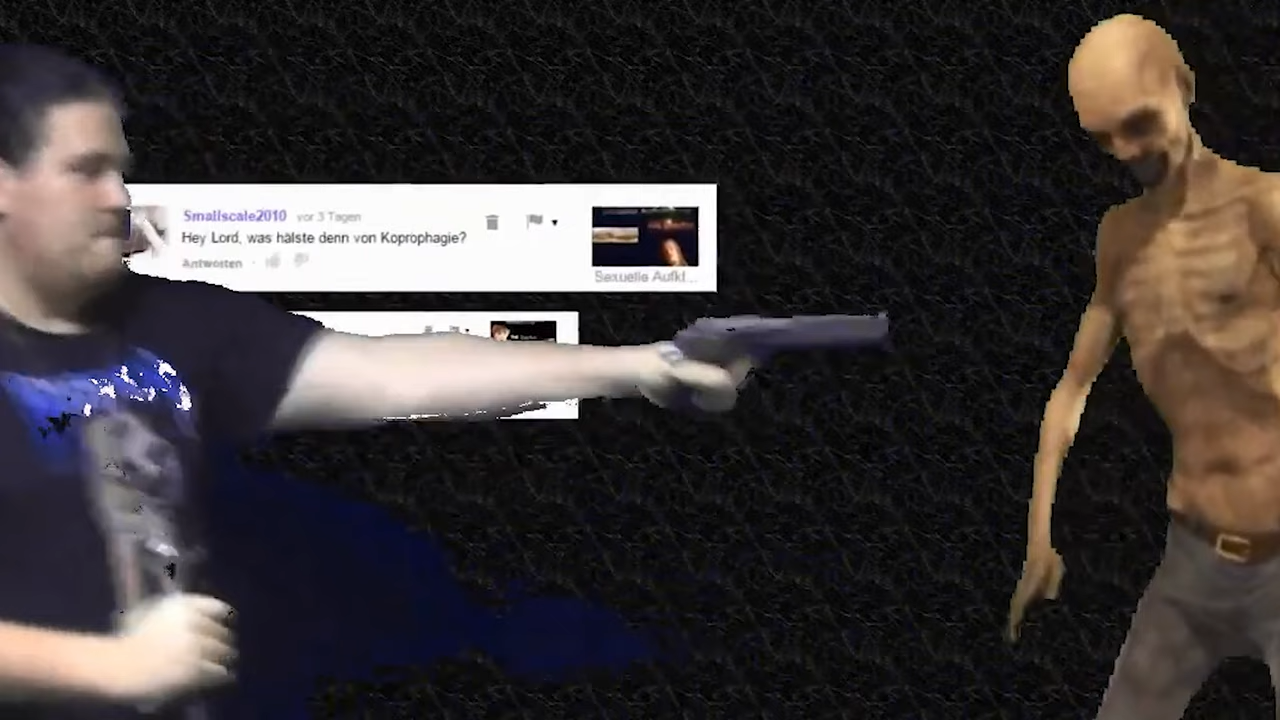 Smallscale2010 vor 3 Tagen
Hey Lord, was hälste denn von Koprophagie?
Antworten
Sexuelle Aufkl...